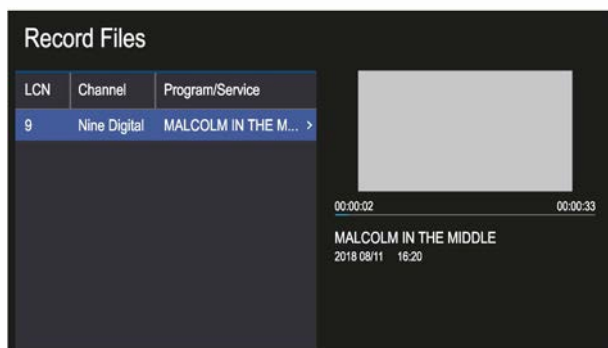 Record Files
LCN Channel Program/Service
9 Nine Digital MALCOLM IN THE M... >
00:00:02 00:00:33
MALCOLM IN THE MIDDLE
2018 08/11 16:20